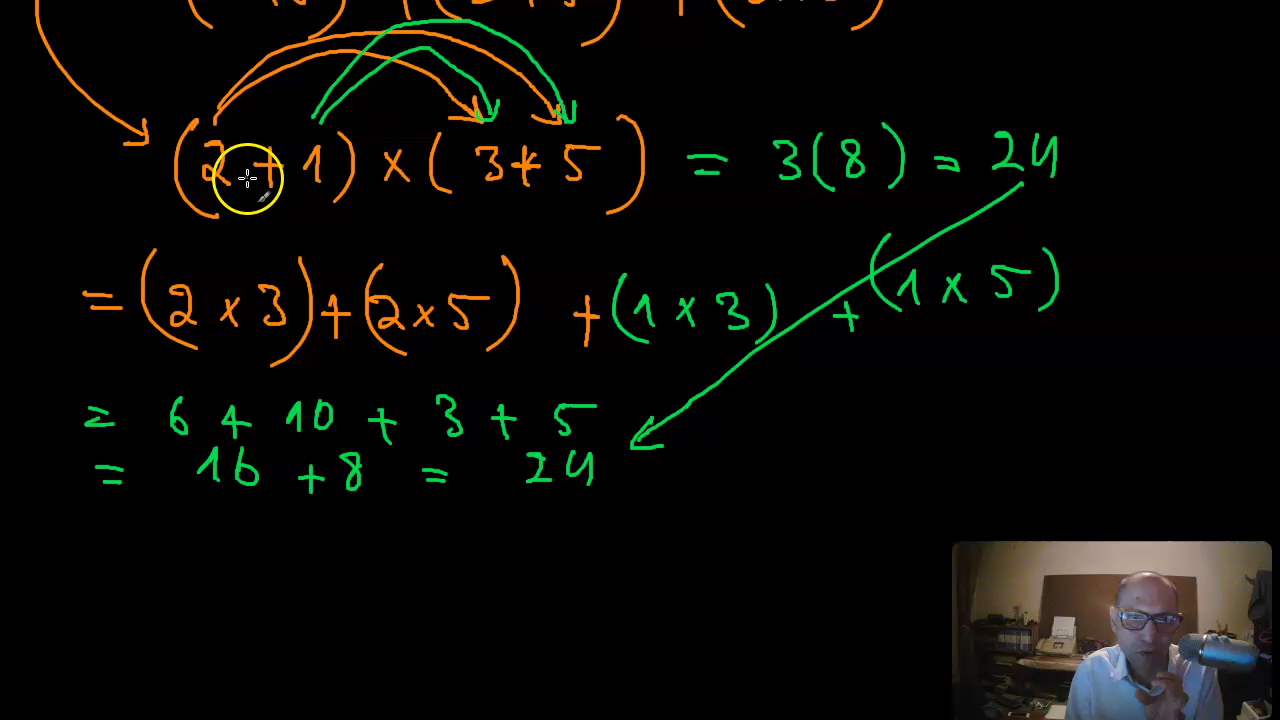 (2 + 1) × ( 3 + 5 ) = 3(8) = 24
= (2 × 3) + (2 × 5) + (1 × 3) + (1 × 5)
= 6 + 10 + 3 + 5
= 16 + 8 = 24